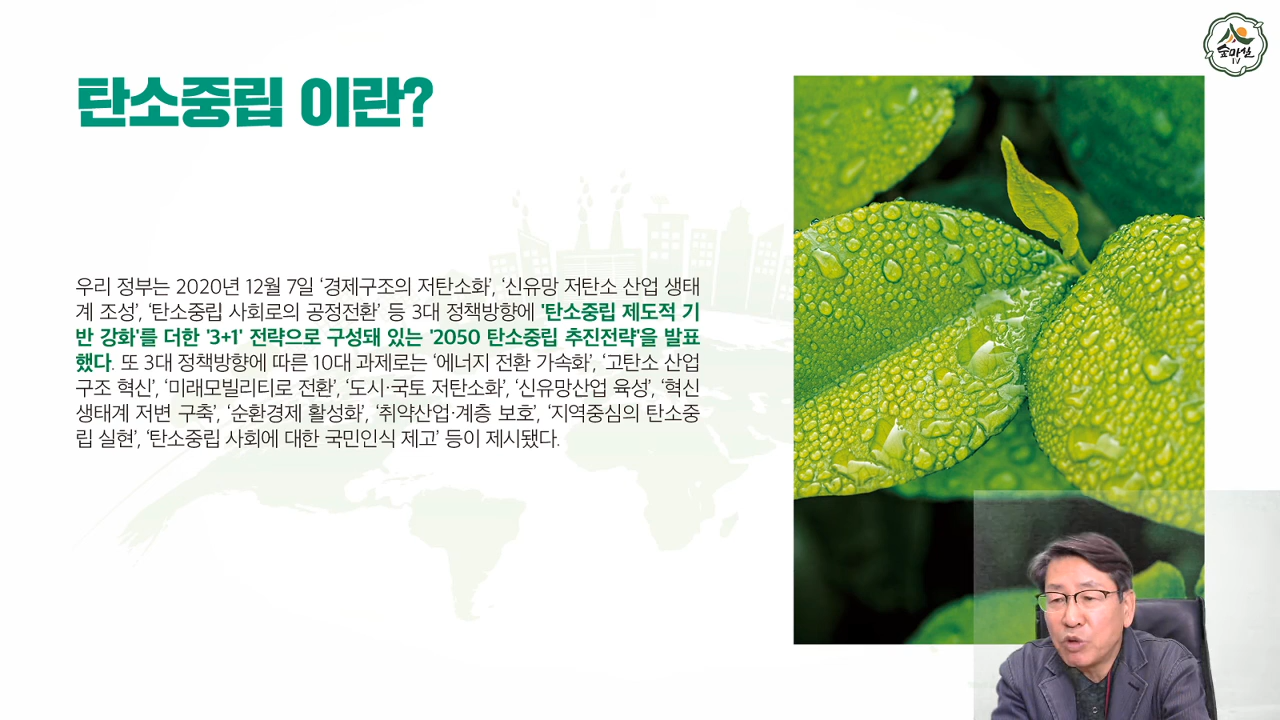 숲마실
TV
탄소중립 이란?
우리 정부는 2020년 12월 7일 ‘경제구조의 저탄소화’, ‘신유망 저탄소 산업 생태
계 조성’, ‘탄소중립 사회로의 공정전환’ 등 3대 정책방향에 '탄소중립 제도적 기
반 강화'를 더한 '3+1' 전략으로 구성돼 있는 '2050 탄소중립 추진전략'을 발표
했다. 또 3대 정책방향에 따른 10대 과제로는 ‘에너지 전환 가속화’, ‘고탄소 산업
구조 혁신’, ‘미래모빌리티로 전환’, ‘도시·국토 저탄소화’, ‘신유망산업 육성’, ‘혁신
생태계 저변 구축’, ‘순환경제 활성화’, ‘취약산업·계층 보호’, ‘지역중심의 탄소중
립 실현’, ‘탄소중립 사회에 대한 국민인식 제고’ 등이 제시됐다.